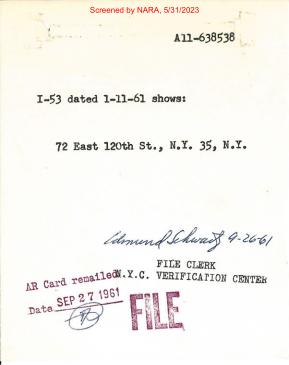 Screened by NARA, 5/31/2023
A11-638538
I-53 dated 1-11-61 shows:
72 East 120th St., N.Y. 35, N.Y.
Edmund Schwartz 9-26-61
FILE CLERK
AR Card remailed N.Y.C. VERIFICATION CENTER
Date SEP 27 1961
FILE